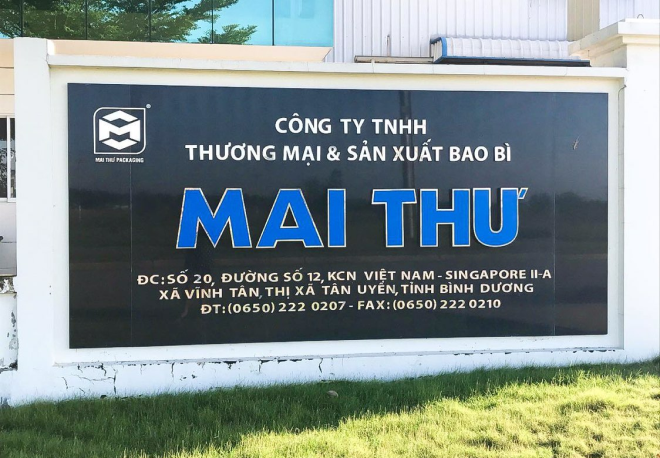 MAI THƯ PACKAGING
®
CÔNG TY TNHH
THƯƠNG MẠI & SẢN XUẤT BAO BÌ
MAI THƯ
ĐC:SỐ 20, ĐƯỜNG SỐ 12, KCN VIỆT NAM - SINGAPORE II-A
XÃ VĨNH TÂN, THỊ XÃ TÂN UYÊN, TỈNH BÌNH DƯƠNG
ĐT:(0650) 222 0207 - FAX:(0650) 222 0210